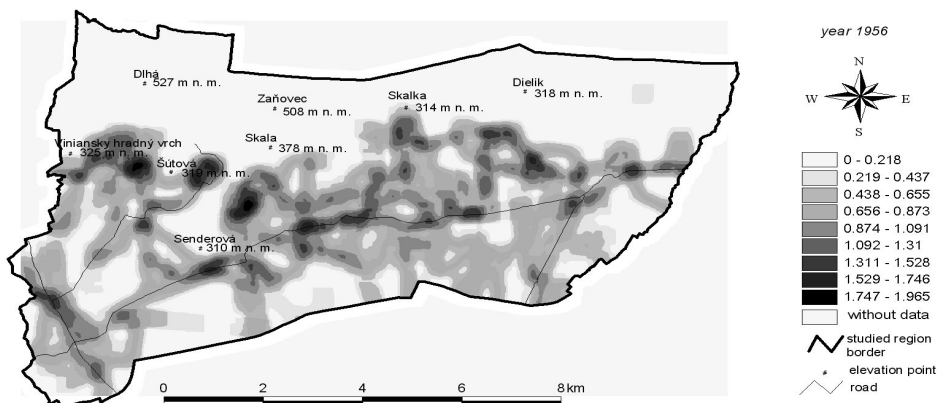 year 1956
N
W E
S
Dlhá
527 m n. m.
Zaňovec
508 m n. m.
Skalka
314 m n. m.
Dielik
318 m n. m.
Viniansky hradný vrch
325 m n. m.
Skala
378 m n. m.
Šútová
319 m n. m.
Senderová
310 m n. m.
0 2 4 6 8 km
0 - 0.218
0.219 - 0.437
0.438 - 0.655
0.656 - 0.873
0.874 - 1.091
1.092 - 1.31
1.311 - 1.528
1.529 - 1.746
1.747 - 1.965
without data
studied region
border
elevation point
road